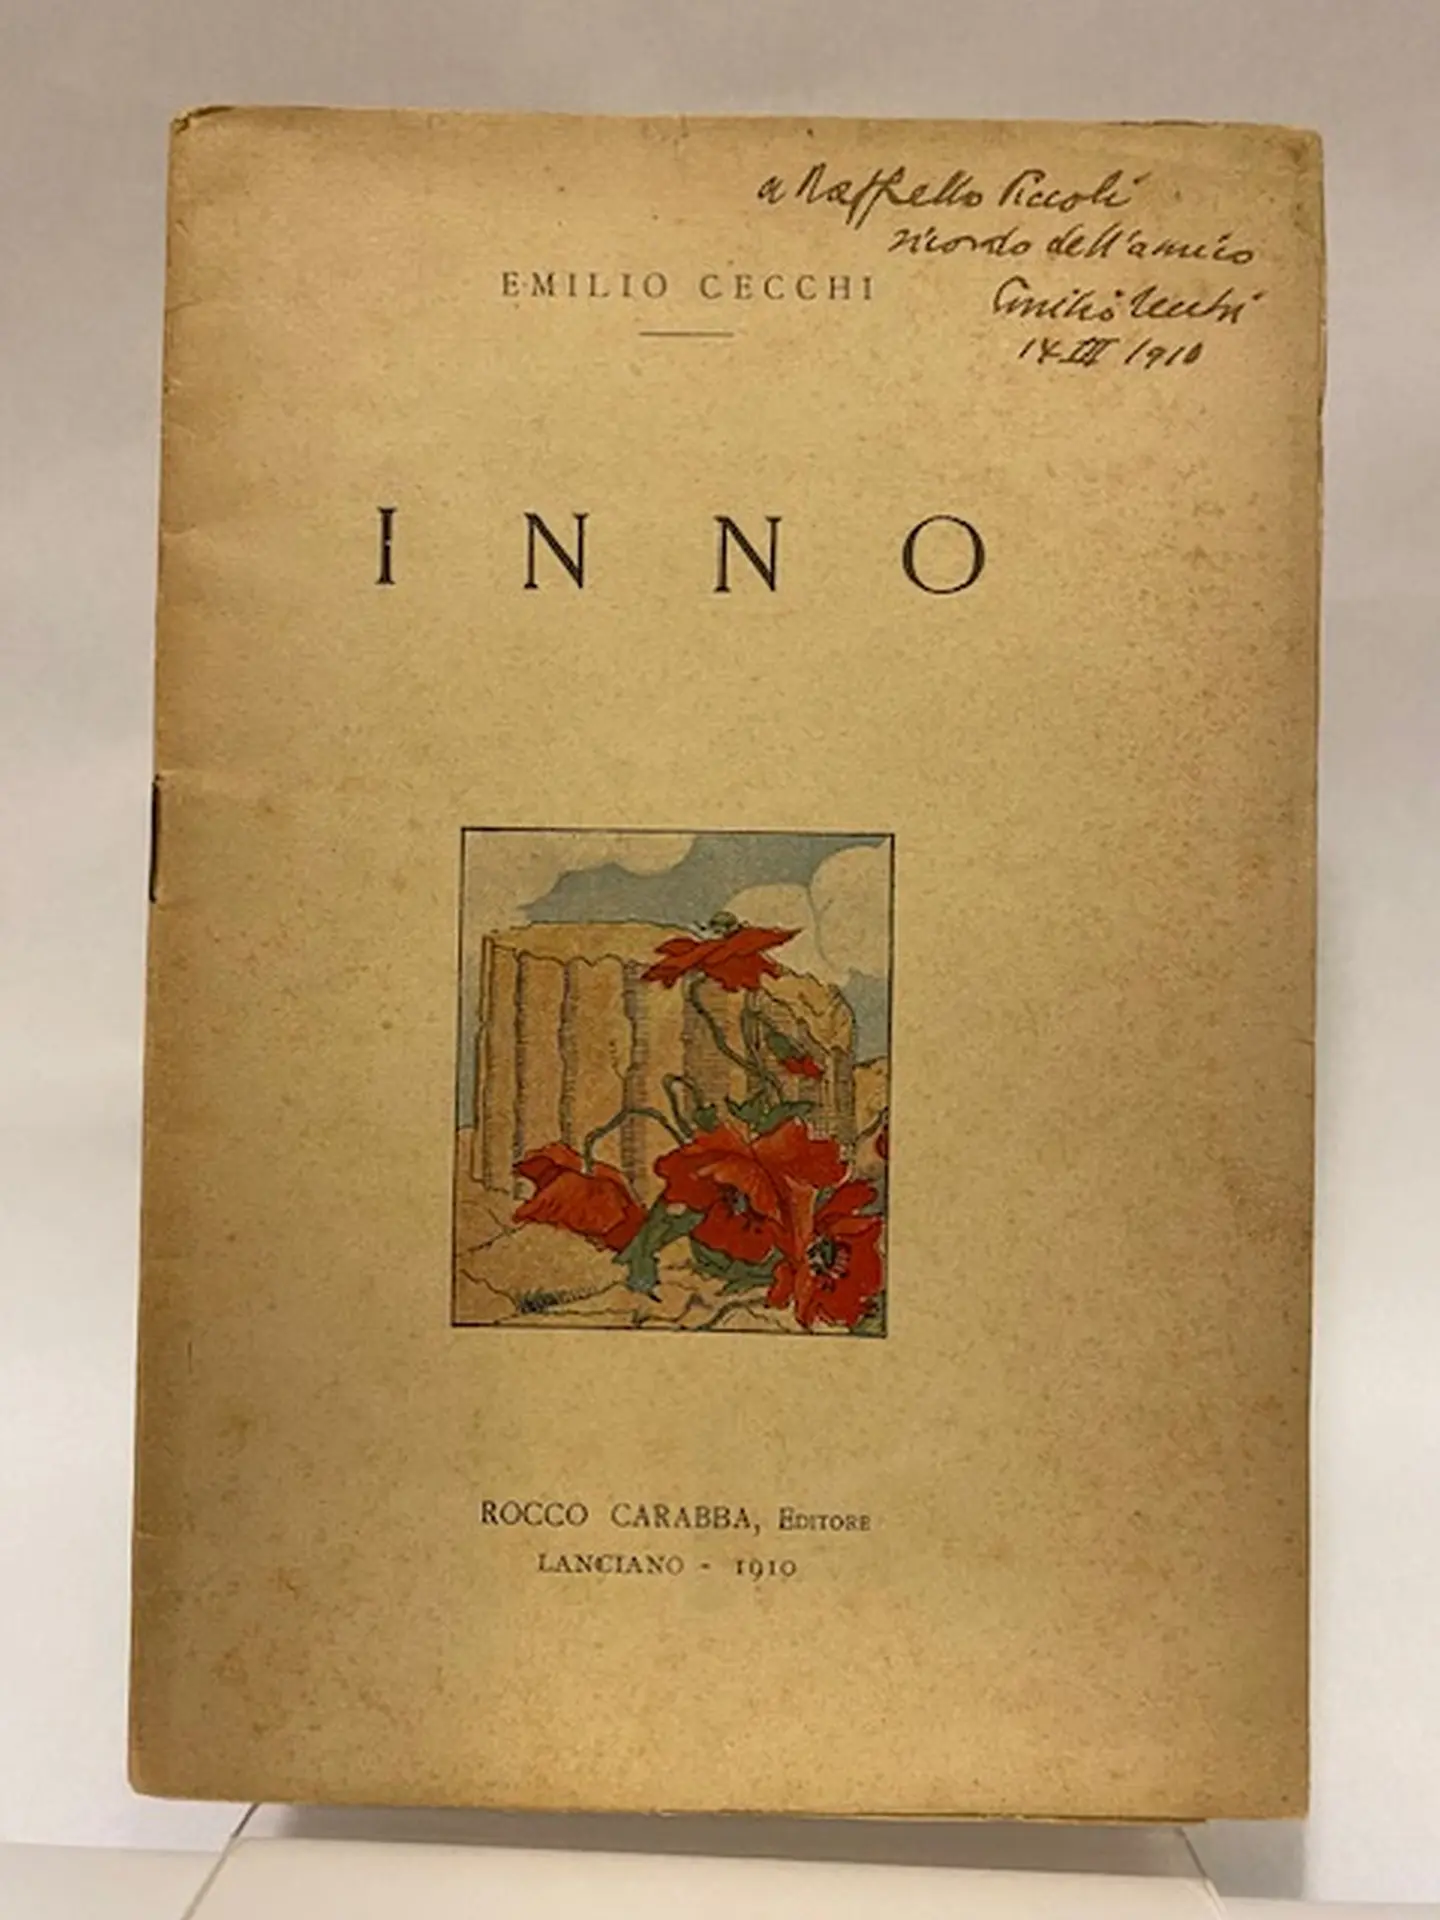 a Raffaello Piccoli
ricordo dell'amico
Emilio Cecchi
14 III 1910
EMILIO CECCHI
INNO
ROCCO CARABBA, EDITORE
LANCIANO - 1910